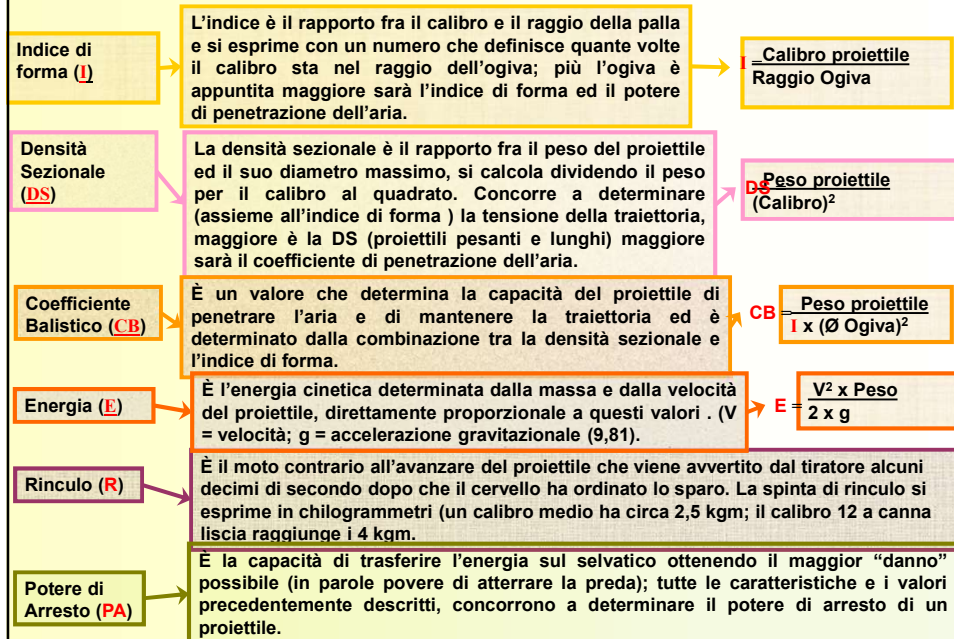 Indice di
forma (I)
L'indice è il rapporto fra il calibro e il raggio della palla
e si esprime con un numero che definisce quante volte
il calibro sta nel raggio dell'ogiva; più l'ogiva è
appuntita maggiore sarà l'indice di forma ed il potere
di penetrazione dell'aria.
I = Calibro proiettile
Raggio Ogiva
Densità
Sezionale
(DS)
La densità sezionale è il rapporto fra il peso del proiettile
ed il suo diametro massimo, si calcola dividendo il peso
per il calibro al quadrato. Concorre a determinare
(assieme all'indice di forma ) la tensione della traiettoria,
maggiore è la DS (proiettili pesanti e lunghi) maggiore
sarà il coefficiente di penetrazione dell'aria.
DS = Peso proiettile
(Calibro)²
Coefficiente
Balistico (CB)
È un valore che determina la capacità del proiettile di
penetrare l'aria e di mantenere la traiettoria ed è
determinato dalla combinazione tra la densità sezionale e
l'indice di forma.
CB = Peso proiettile
I x (Ø Ogiva)²
Energia (E)
È l'energia cinetica determinata dalla massa e dalla velocità
del proiettile, direttamente proporzionale a questi valori . (V
= velocità; g = accelerazione gravitazionale (9,81).
E = V² x Peso
2 x g
Rinculo (R)
È il moto contrario all'avanzare del proiettile che viene avvertito dal tiratore alcuni
decimi di secondo dopo che il cervello ha ordinato lo sparo. La spinta di rinculo si
esprime in chilogrammetri (un calibro medio ha circa 2,5 kgm; il calibro 12 a canna
liscia raggiunge i 4 kgm.
Potere di
Arresto (PA)
È la capacità di trasferire l'energia sul selvatico ottenendo il maggior “danno”
possibile (in parole povere di atterrare la preda); tutte le caratteristiche e i valori
precedentemente descritti, concorrono a determinare il potere di arresto di un
proiettile.